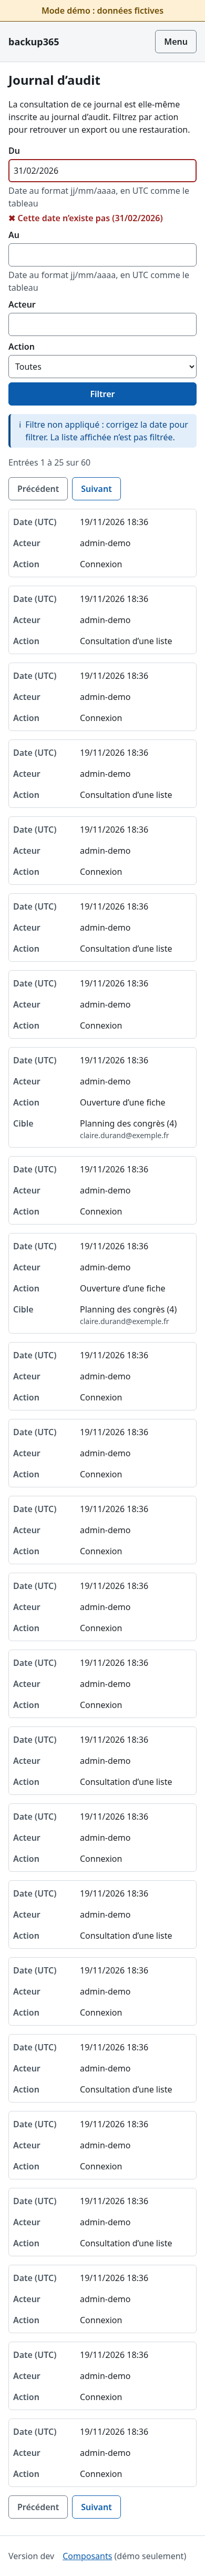 Mode démo : données fictives
backup365
Menu
Journal d’audit
La consultation de ce journal est elle-même
inscrite au journal d’audit. Filtrez par action
pour retrouver un export ou une restauration.
Du
31/02/2026
Date au format jj/mm/aaaa, en UTC comme le
tableau
✖ Cette date n’existe pas (31/02/2026)
Au
Date au format jj/mm/aaaa, en UTC comme le
tableau
Acteur
Action
Toutes
Filtrer
i Filtre non appliqué : corrigez la date pour
filtrer. La liste affichée n’est pas filtrée.
Entrées 1 à 25 sur 60
Précédent Suivant
Date (UTC) 19/11/2026 18:36
Acteur admin-demo
Action Connexion
Date (UTC) 19/11/2026 18:36
Acteur admin-demo
Action Consultation d’une liste
Date (UTC) 19/11/2026 18:36
Acteur admin-demo
Action Connexion
Date (UTC) 19/11/2026 18:36
Acteur admin-demo
Action Consultation d’une liste
Date (UTC) 19/11/2026 18:36
Acteur admin-demo
Action Connexion
Date (UTC) 19/11/2026 18:36
Acteur admin-demo
Action Consultation d’une liste
Date (UTC) 19/11/2026 18:36
Acteur admin-demo
Action Connexion
Date (UTC) 19/11/2026 18:36
Acteur admin-demo
Action Ouverture d’une fiche
Cible Planning des congrès (4)
claire.durand@exemple.fr
Date (UTC) 19/11/2026 18:36
Acteur admin-demo
Action Connexion
Date (UTC) 19/11/2026 18:36
Acteur admin-demo
Action Ouverture d’une fiche
Cible Planning des congrès (4)
claire.durand@exemple.fr
Date (UTC) 19/11/2026 18:36
Acteur admin-demo
Action Connexion
Date (UTC) 19/11/2026 18:36
Acteur admin-demo
Action Connexion
Date (UTC) 19/11/2026 18:36
Acteur admin-demo
Action Connexion
Date (UTC) 19/11/2026 18:36
Acteur admin-demo
Action Connexion
Date (UTC) 19/11/2026 18:36
Acteur admin-demo
Action Connexion
Date (UTC) 19/11/2026 18:36
Acteur admin-demo
Action Consultation d’une liste
Date (UTC) 19/11/2026 18:36
Acteur admin-demo
Action Connexion
Date (UTC) 19/11/2026 18:36
Acteur admin-demo
Action Consultation d’une liste
Date (UTC) 19/11/2026 18:36
Acteur admin-demo
Action Connexion
Date (UTC) 19/11/2026 18:36
Acteur admin-demo
Action Consultation d’une liste
Date (UTC) 19/11/2026 18:36
Acteur admin-demo
Action Connexion
Date (UTC) 19/11/2026 18:36
Acteur admin-demo
Action Consultation d’une liste
Date (UTC) 19/11/2026 18:36
Acteur admin-demo
Action Connexion
Date (UTC) 19/11/2026 18:36
Acteur admin-demo
Action Connexion
Date (UTC) 19/11/2026 18:36
Acteur admin-demo
Action Connexion
Précédent Suivant
Version dev Composants (démo seulement)